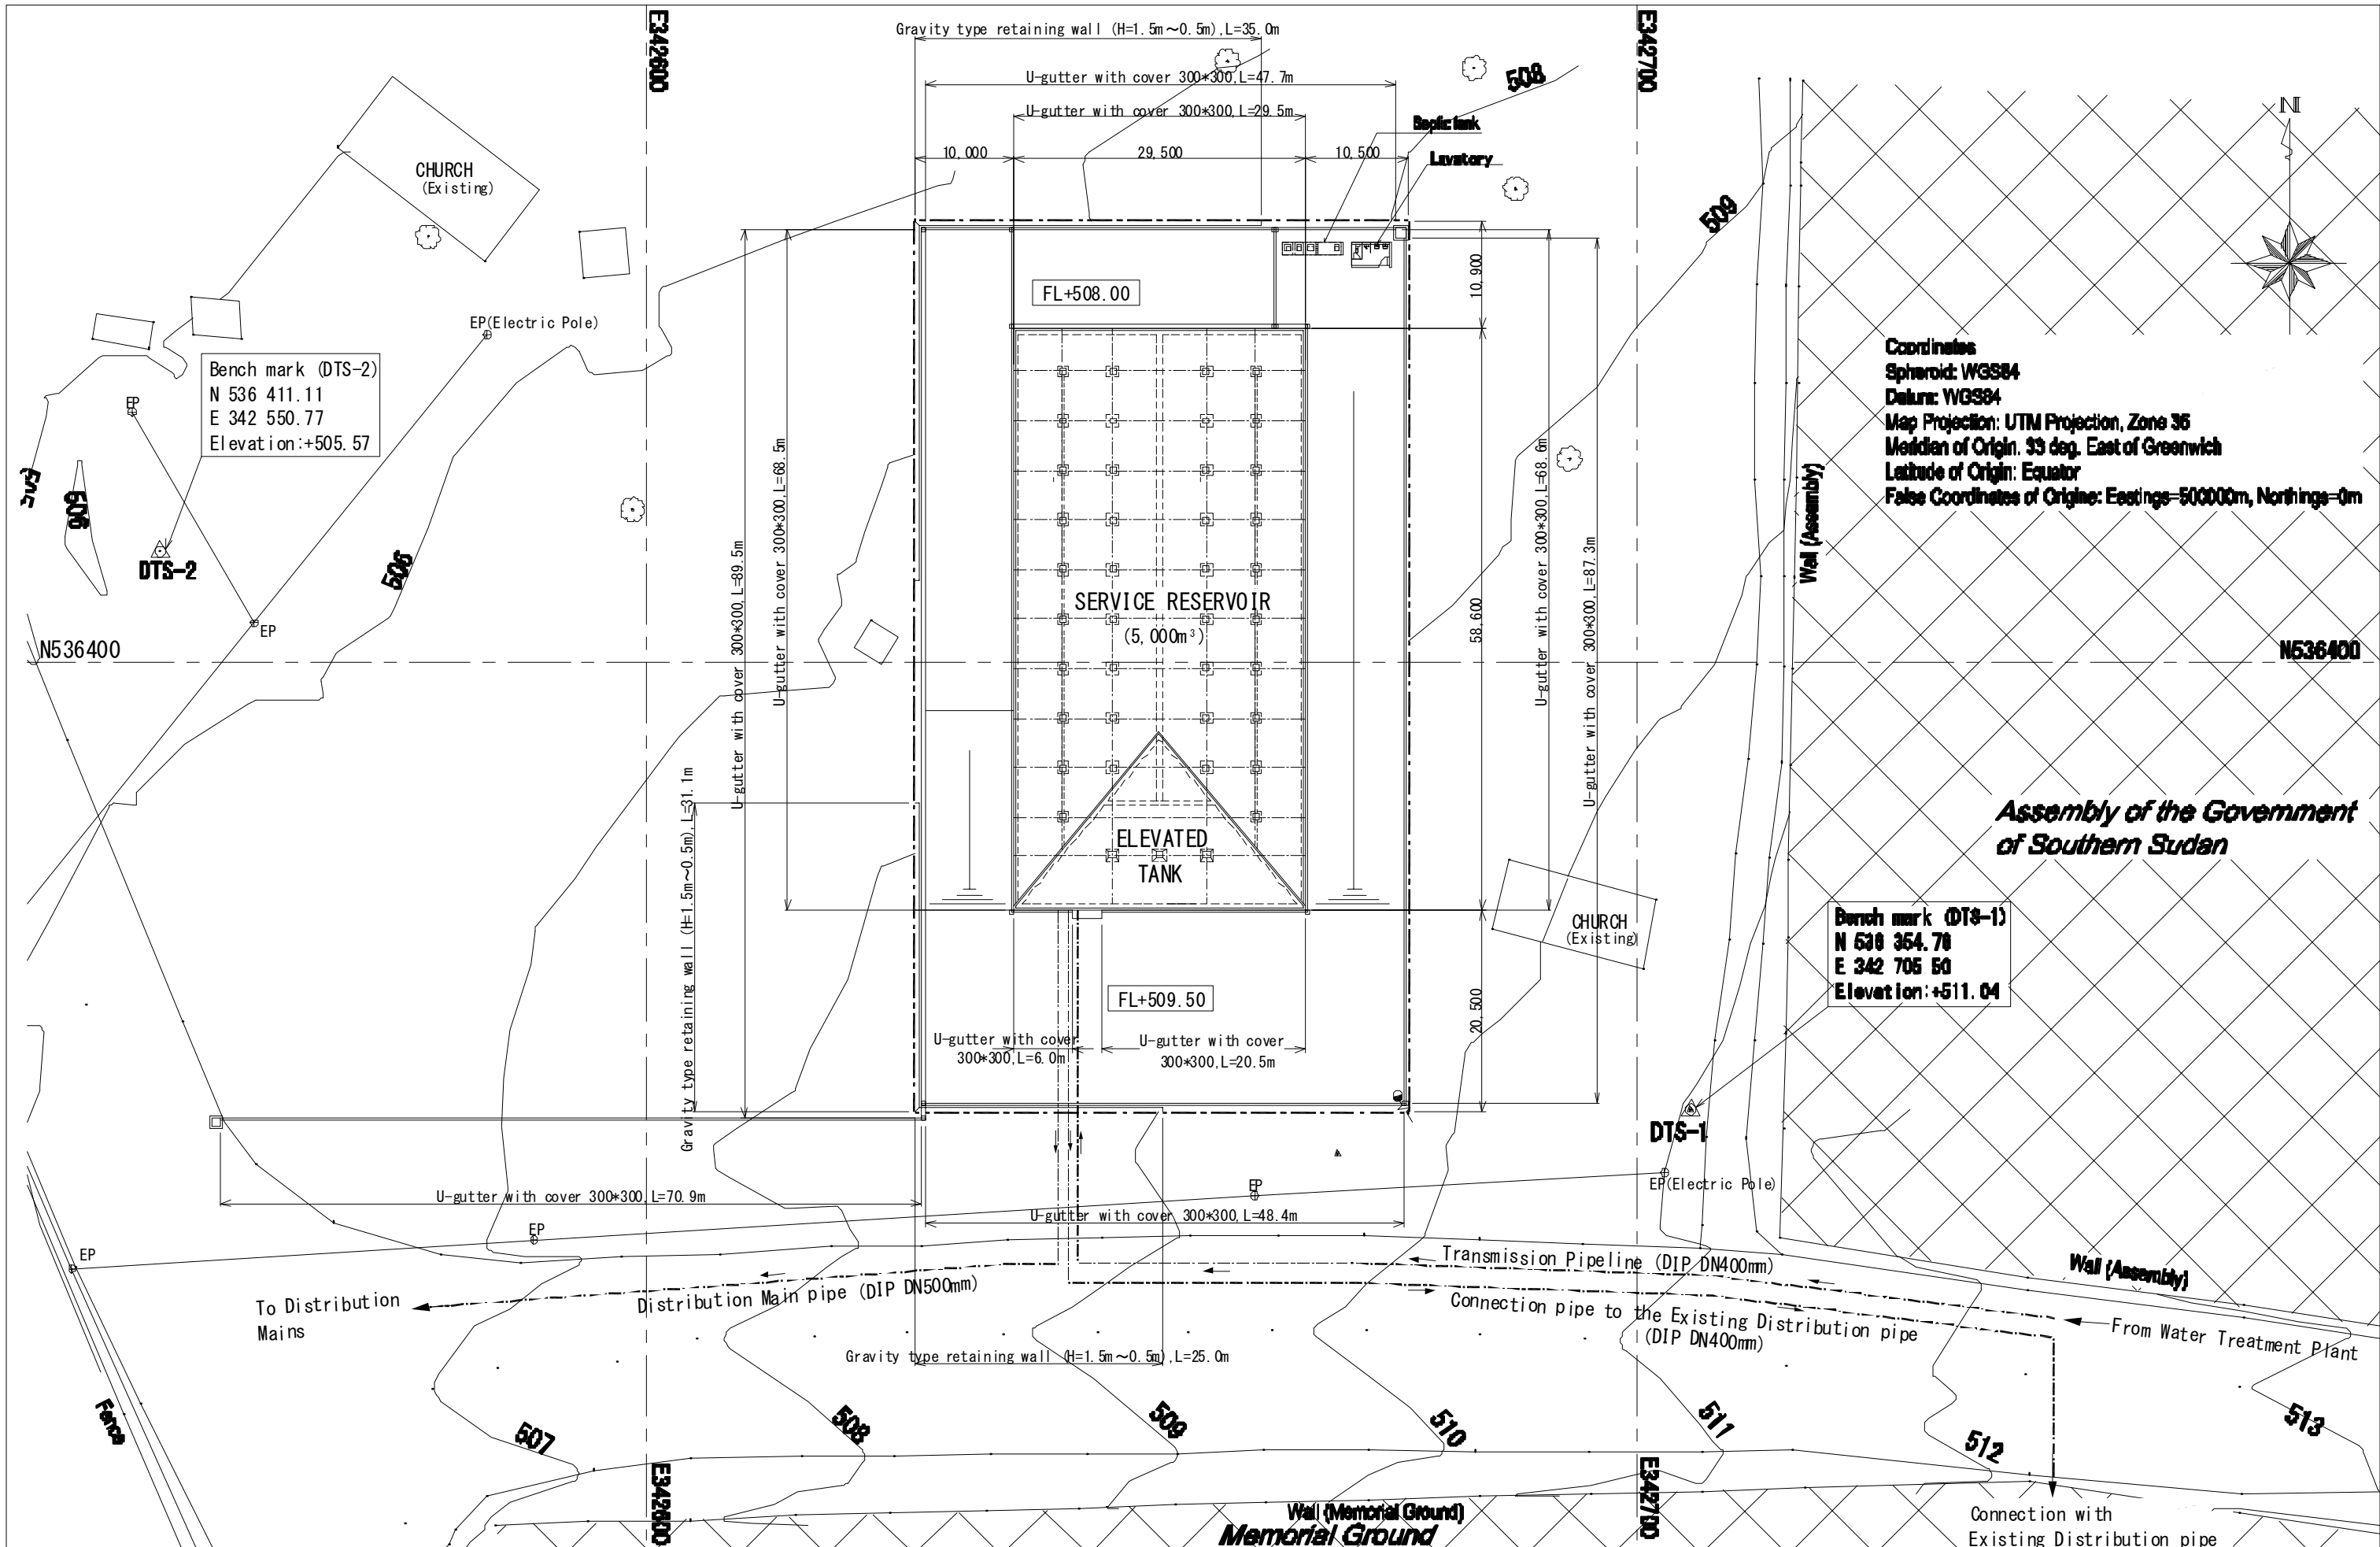 E342600
Gravity type retaining wall (H=1.5m～0.5m),L=35.0m
E342700
U-gutter with cover 300*300,L=47.7m
508
U-gutter with cover 300*300,L=29.5m
Septic tank
N
10,000
29,500
10,500
Lavatory
CHURCH
(Existing)
509
10,900
FL+508.00
EP(Electric Pole)
Bench mark (DTS-2)
N 536 411.11
E 342 550.77
Elevation:+505.57
EP
Coordinates
Spheroid: WGS84
Datum: WGS84
Map Projection: UTM Projection, Zone 36
Meridian of Origin. 33 deg. East of Greenwich
Latitude of Origin: Equator
False Coordinates of Origine: Eastings=500000m, Northings=0m
505
506
DTS-2
506
U-gutter with cover 300*300,L=89.5m
U-gutter with cover 300*300,L=68.5m
U-gutter with cover 300*300,L=68.6m
U-gutter with cover 300*300,L=87.3m
Wall (Assembly)
SERVICE RESERVOIR
(5,000m³)
58,600
EP
N536400
N536400
Gravity type retaining wall (H=1.5m～0.5m),L=31.1m
ELEVATED
TANK
Assembly of the Government
of Southern Sudan
CHURCH
(Existing)
Bench mark (DTS-1)
N 536 354.78
E 342 705 50
Elevation:+511.04
FL+509.50
20,500
U-gutter with cover
300*300,L=6.0m
U-gutter with cover
300*300,L=20.5m
DTS-1
EP(Electric Pole)
U-gutter with cover 300*300,L=70.9m
EP
U-gutter with cover 300*300,L=48.4m
EP
EP
Transmission Pipeline (DIP DN400mm)
Wall (Assembly)
To Distribution
Mains
Distribution Main pipe (DIP DN500mm)
Connection pipe to the Existing Distribution pipe
(DIP DN400mm)
From Water Treatment Plant
Gravity type retaining wall (H=1.5m～0.5m),L=25.0m
Fence
507
508
509
510
511
512
513
E342600
E342700
Wall (Memorial Ground)
Memorial Ground
Connection with
Existing Distribution pipe